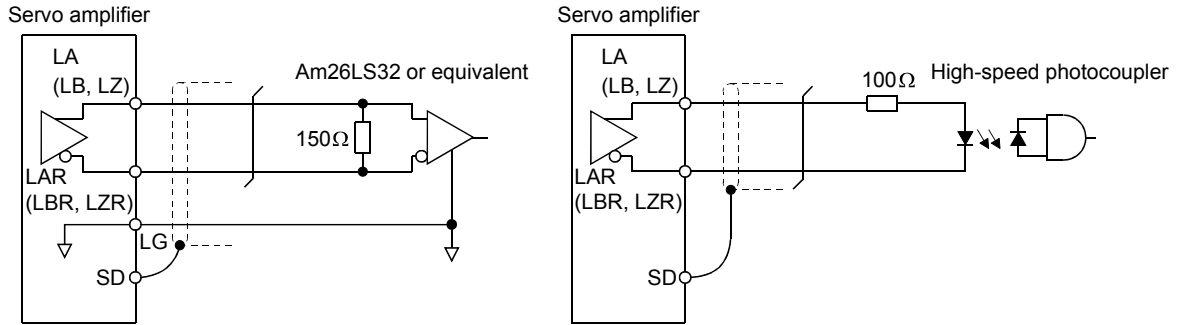 Servo amplifier
LA
(LB, LZ)
Am26LS32 or equivalent
150Ω
LAR
(LBR, LZR)
LG
SD
Servo amplifier
LA
(LB, LZ)
100Ω
High-speed photocoupler
LAR
(LBR, LZR)
SD